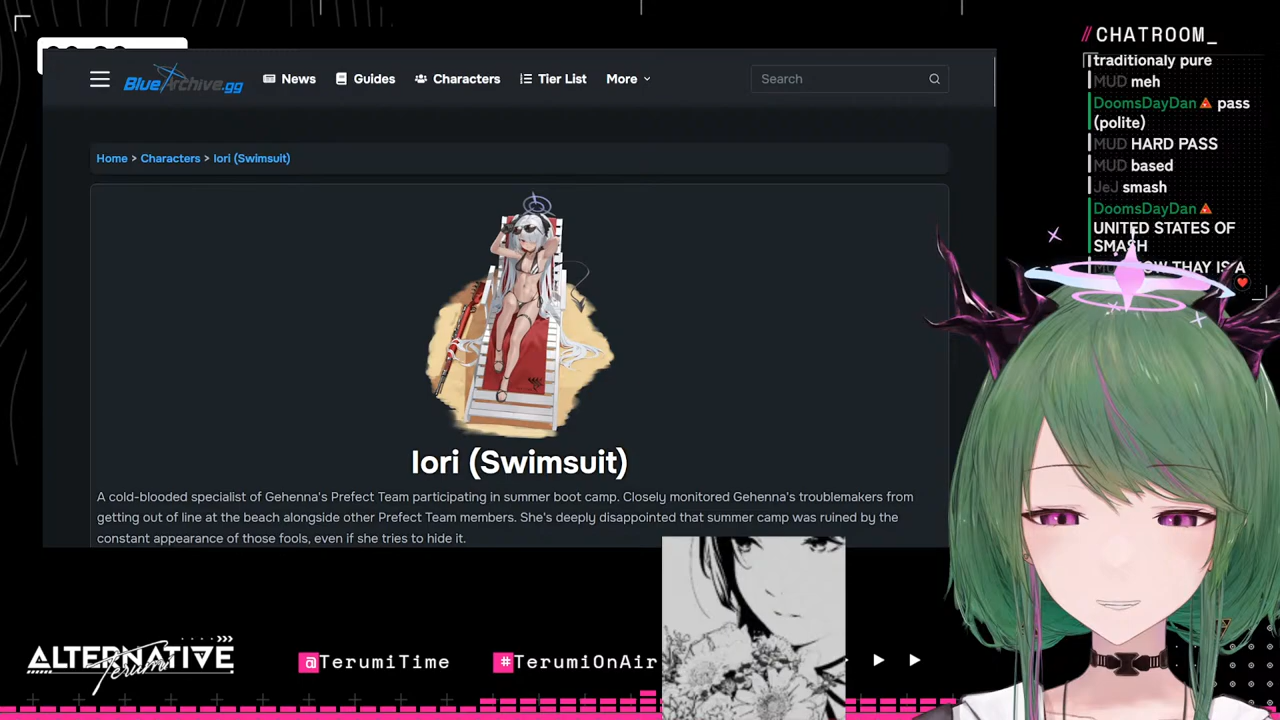 BlueArchive.gg
News
Guides
Characters
Tier List
More
Search
Home > Characters > Iori (Swimsuit)
Iori (Swimsuit)
A cold-blooded specialist of Gehenna's Prefect Team participating in summer boot camp. Closely monitored Gehenna's troublemakers from
getting out of line at the beach alongside other Prefect Team members. She's deeply disappointed that summer camp was ruined by the
constant appearance of those fools, even if she tries to hide it.
//CHATROOM_
traditionaly pure
MUD meh
DoomsDayDan pass
(polite)
MUD HARD PASS
MUD based
JeJ smash
DoomsDayDan
UNITED STATES OF
SMASH
THAY IS A
ALTERNATIVE
Terumi
@TerumiTime
#TerumiOnAir